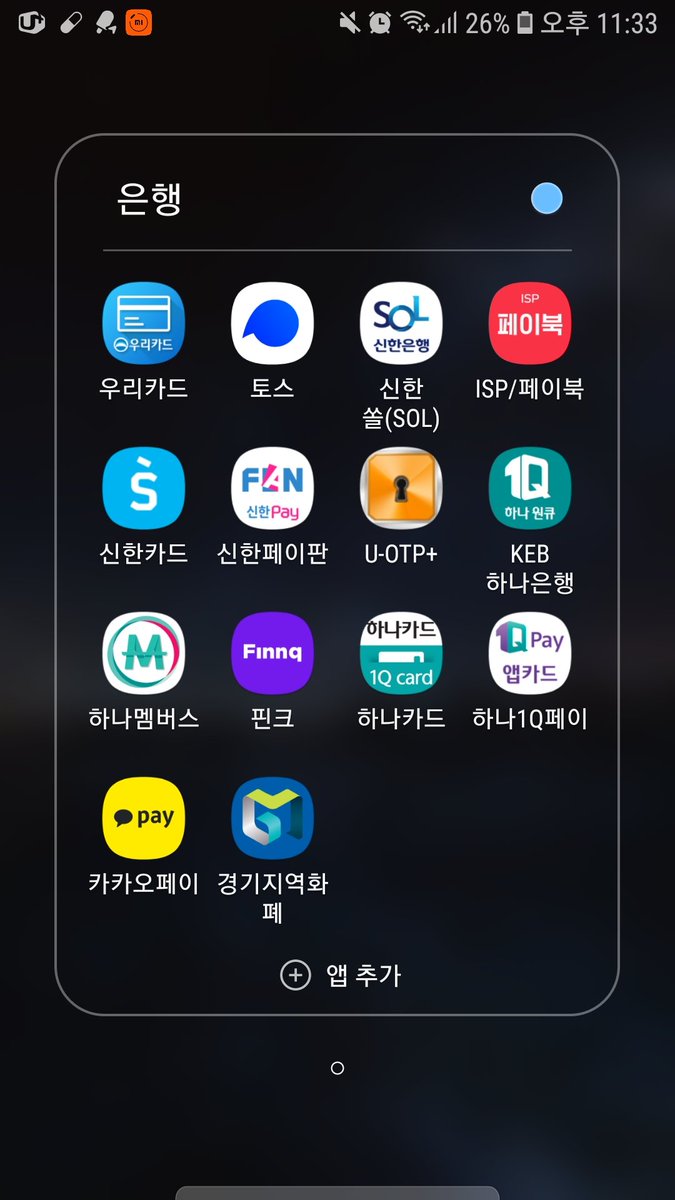 26% 오후 11:33
은행
우리카드
SOL
신한은행
ISP
페이북
우리카드
토스
신한
쏠(SOL)
ISP/페이북
FAN
신한Pay
1Q
하나 원큐
신한카드
신한페이판
U-OTP+
KEB
하나은행
Finnq
하나카드
1Q card
1Q Pay
앱카드
하나멤버스
핀크
하나카드
하나1Q페이
pay
카카오페이
경기지역화
폐
앱 추가